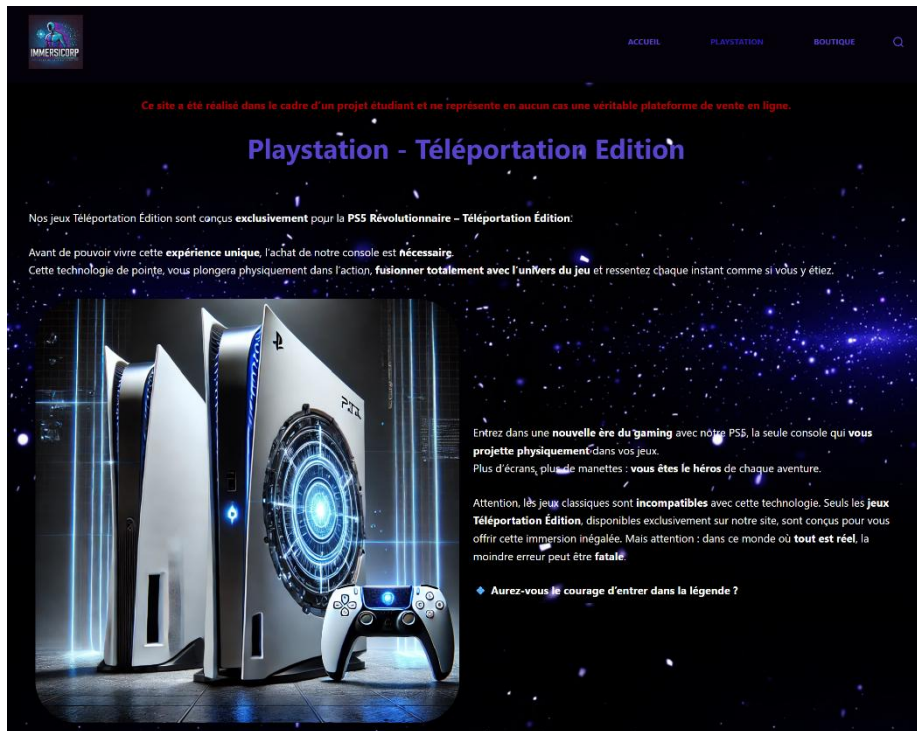 IMMERSICORP
ACCUEIL
PLAYSTATION
BOUTIQUE
Ce site a été réalisé dans le cadre d'un projet étudiant et ne représente en aucun cas une véritable plateforme de vente en ligne.
Playstation - Téléportation Edition
Nos jeux Téléportation Édition sont conçus exclusivement pour la PS5 Révolutionnaire – Téléportation Édition.
Avant de pouvoir vivre cette expérience unique, l'achat de notre console est nécessaire.
Cette technologie de pointe, vous plongera physiquement dans l'action, fusionner totalement avec l'univers du jeu et ressentez chaque instant comme si vous y étiez.
Entrez dans une nouvelle ère du gaming avec notre PS5, la seule console qui vous
projette physiquement dans vos jeux.
Plus d'écrans, plus de manettes : vous êtes le héros de chaque aventure.
Attention, les jeux classiques sont incompatibles avec cette technologie. Seuls les jeux
Téléportation Édition, disponibles exclusivement sur notre site, sont conçus pour vous
offrir cette immersion inégalée. Mais attention : dans ce monde où tout est réel, la
moindre erreur peut être fatale.
Aurez-vous le courage d'entrer dans la légende ?